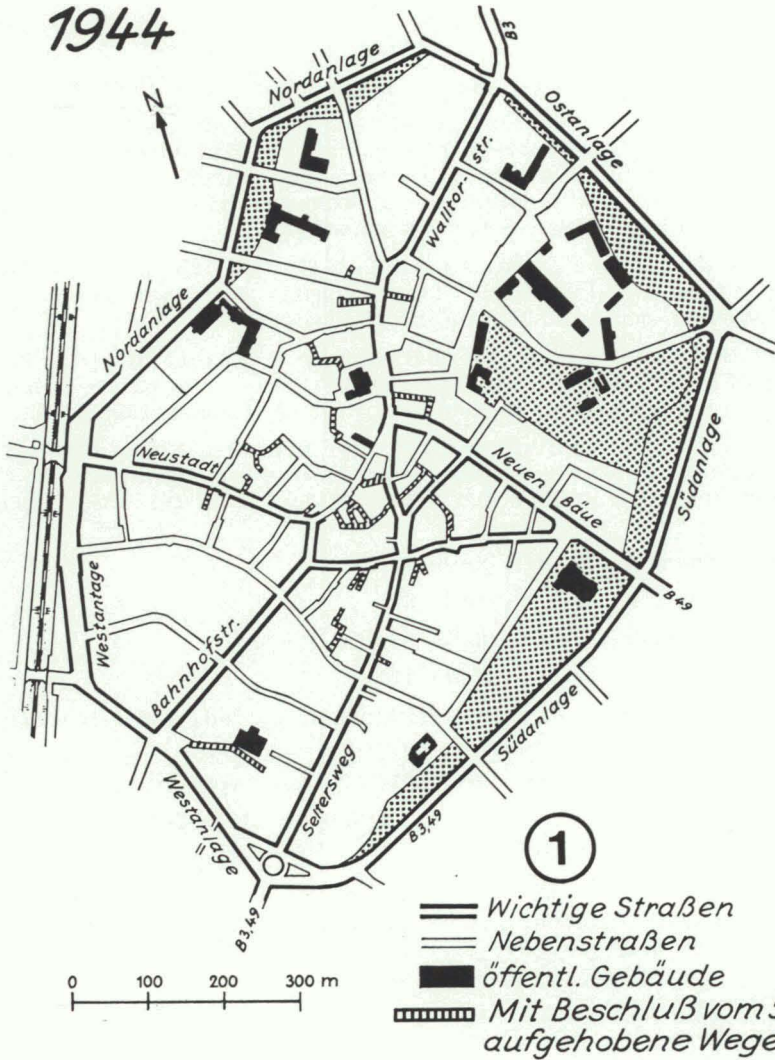 1944
N
Nordanlage
B3
Ostanlage
Walltor-
str.
Nordanlage
Neustadt
Neuen
Bäue
Südanlage
B49
Westantage
Bahnhofstr.
Südanlage
Westanlage
Seltersweg
B3,49
B3,49
1
Wichtige Straßen
Nebenstraßen
öffentl. Gebäude
Mit Beschluß vom
aufgehobene Wege
0 100 200 300 m